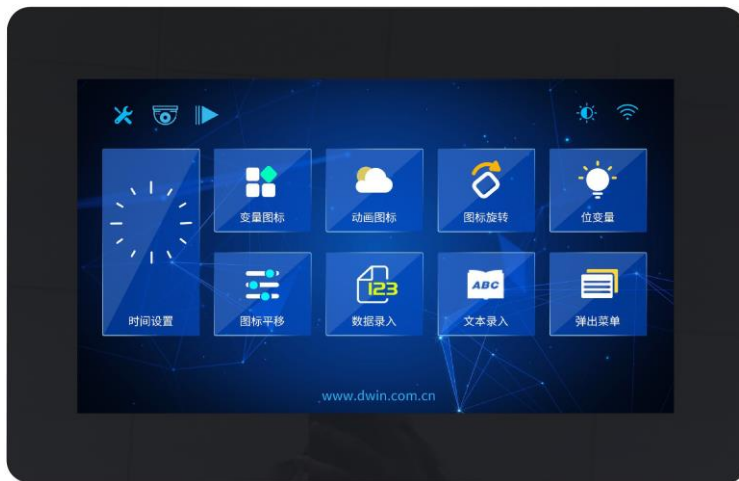 变量图标
动画图标
图标旋转
位变量
时间设置
图标平移
123
数据录入
ABC
文本录入
弹出菜单
www.dwin.com.cn